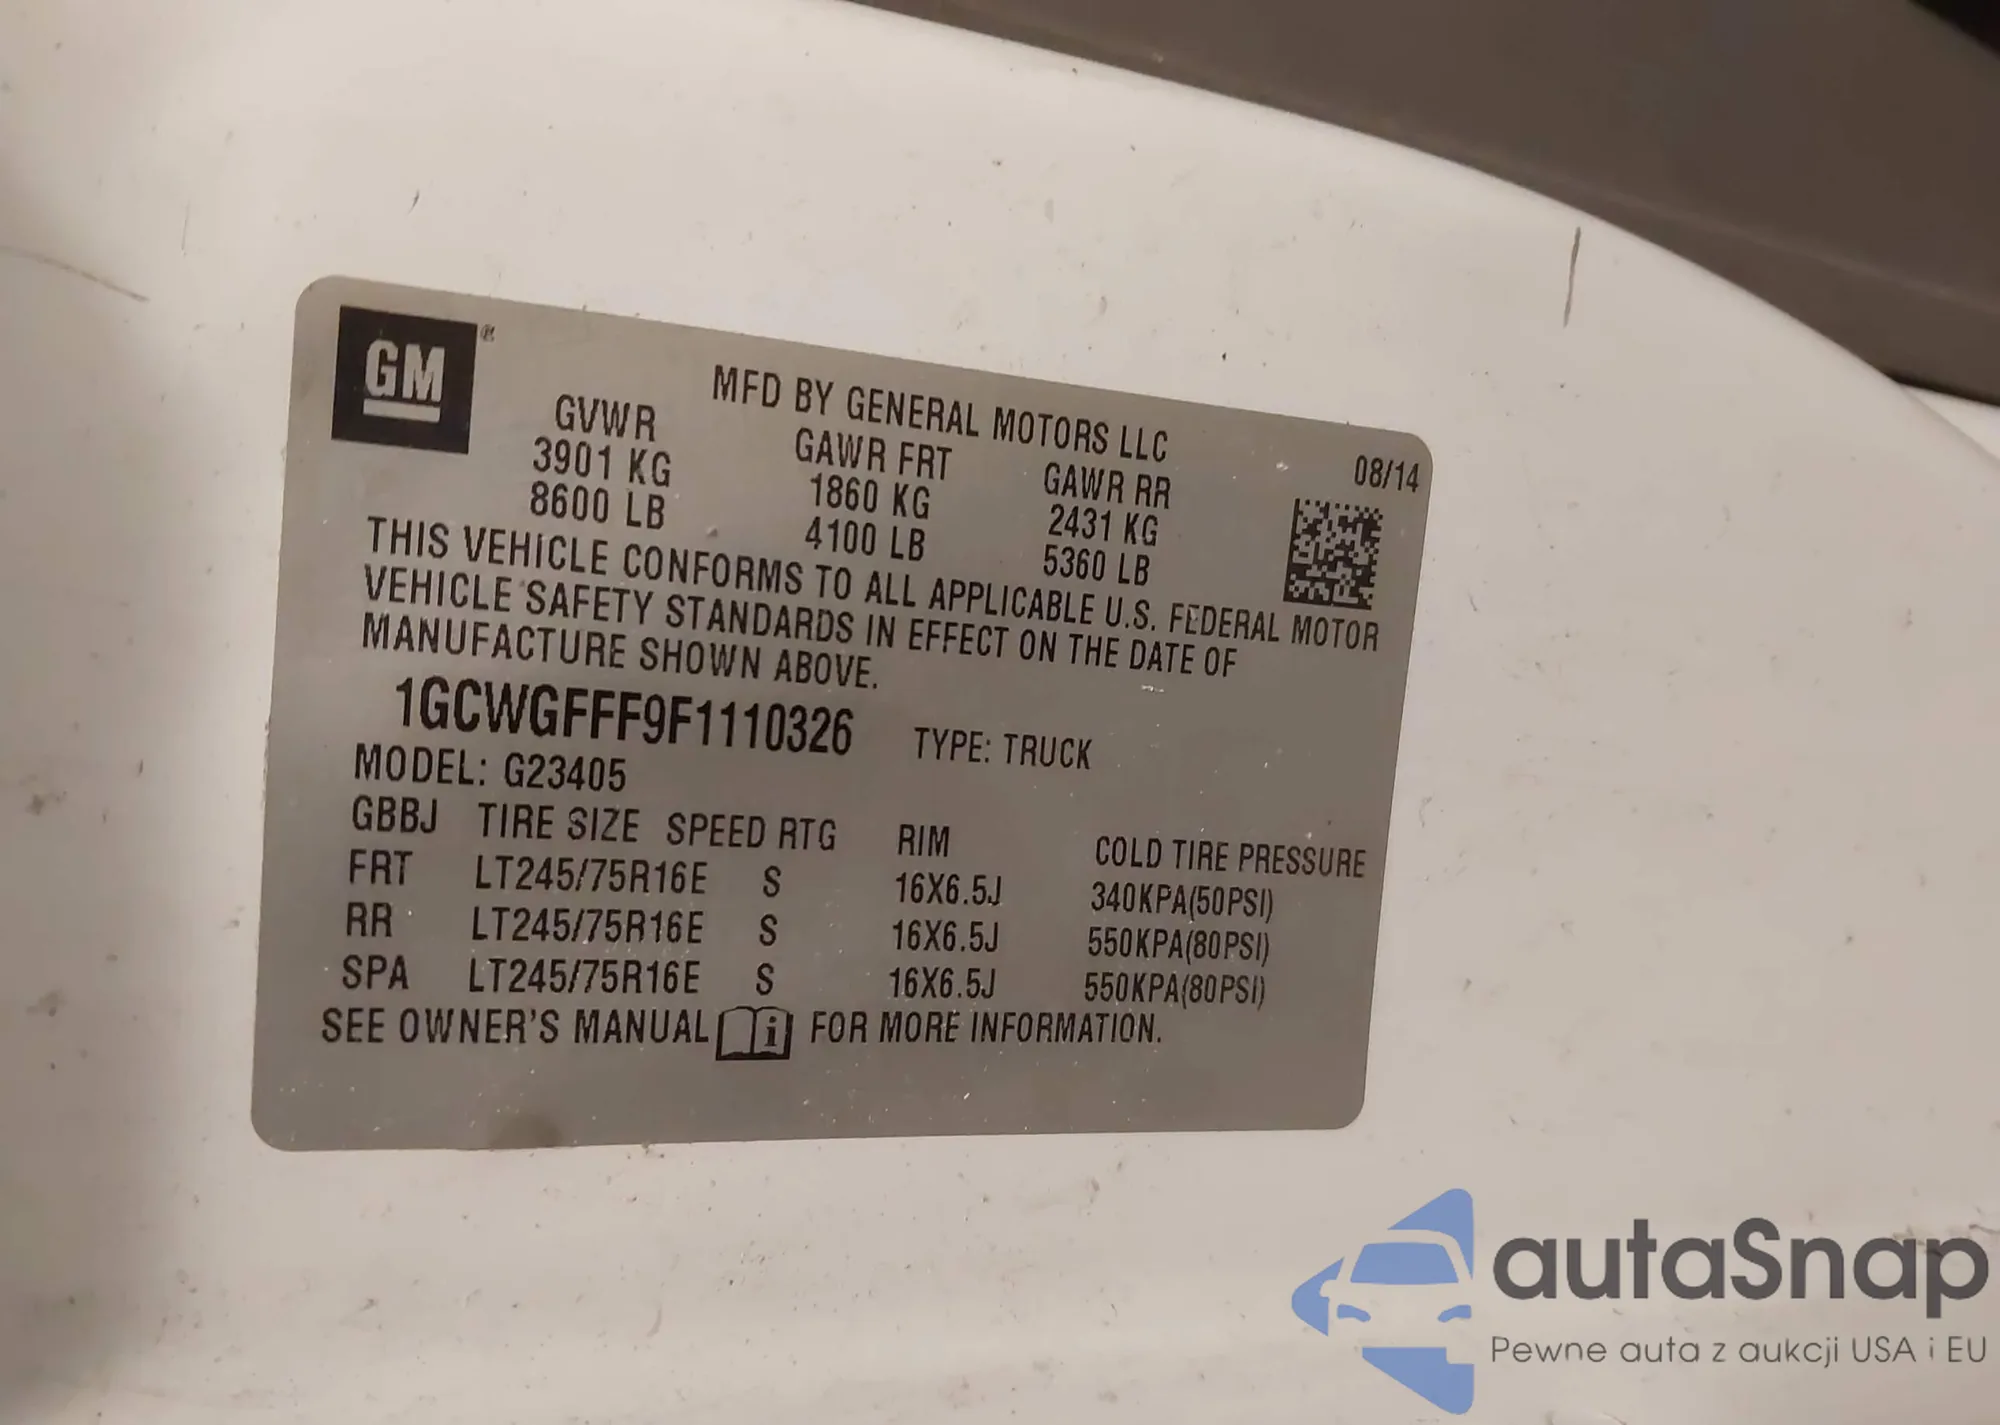 GM ®
MFD BY GENERAL MOTORS LLC
08/14
GVWR GAWR FRT GAWR RR
3901 KG 1860 KG 2431 KG
8600 LB 4100 LB 5360 LB
THIS VEHICLE CONFORMS TO ALL APPLICABLE U.S. FEDERAL MOTOR
VEHICLE SAFETY STANDARDS IN EFFECT ON THE DATE OF
MANUFACTURE SHOWN ABOVE.
1GCWGFFF9F1110326 TYPE: TRUCK
MODEL: G23405
GBBJ TIRE SIZE SPEED RTG RIM COLD TIRE PRESSURE
FRT LT245/75R16E S 16X6.5J 340KPA(50PSI)
RR LT245/75R16E S 16X6.5J 550KPA(80PSI)
SPA LT245/75R16E S 16X6.5J 550KPA(80PSI)
SEE OWNER'S MANUAL i FOR MORE INFORMATION.
autaSnap
Pewne auta z aukcji USA i EU